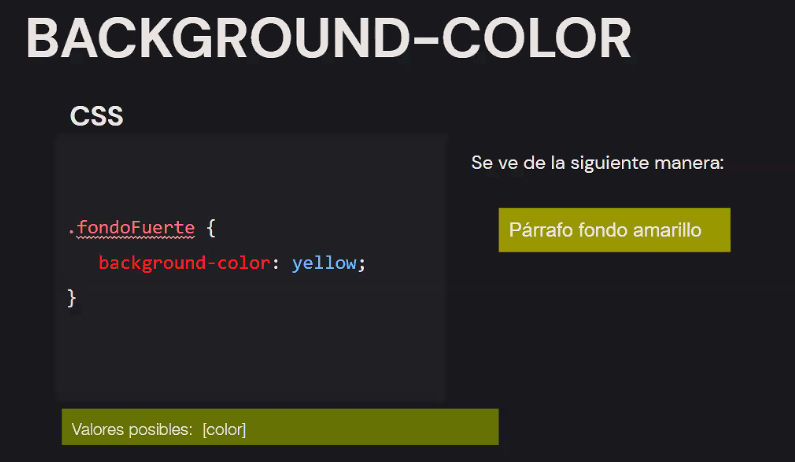 BACKGROUND-COLOR
CSS
.fondoFuerte {
background-color: yellow;
}
Se ve de la siguiente manera:
Párrafo fondo amarillo
Valores posibles: [color]